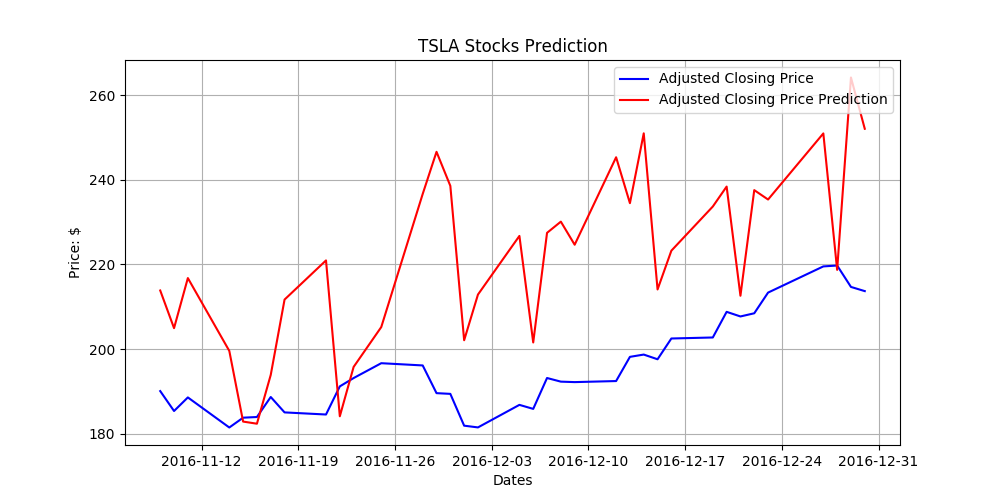 TSLA Stocks Prediction
Adjusted Closing Price
Adjusted Closing Price Prediction
260
240
220
200
180
Price: $
2016-11-12 2016-11-19 2016-11-26 2016-12-03 2016-12-10 2016-12-17 2016-12-24 2016-12-31
Dates